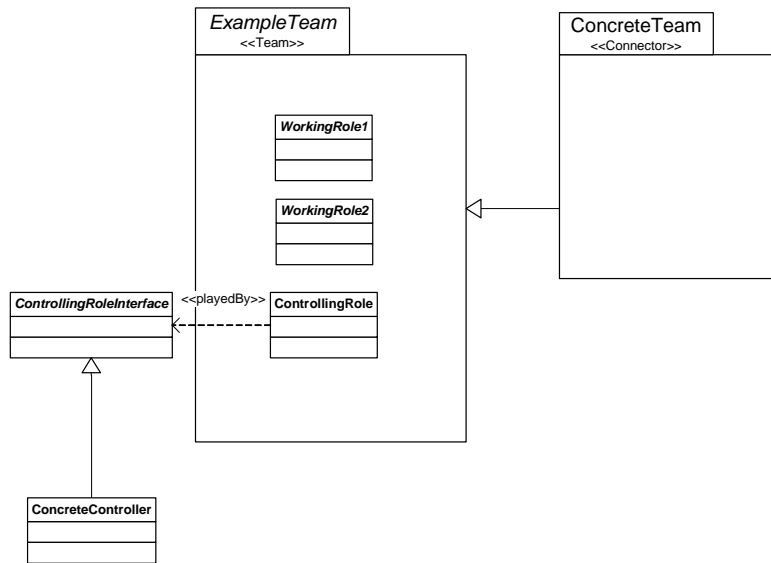 ExampleTeam
<<Team>>
ConcreteTeam
<<Connector>>
WorkingRole1
WorkingRole2
ControllingRoleInterface
<<playedBy>>
ControllingRole
ConcreteController